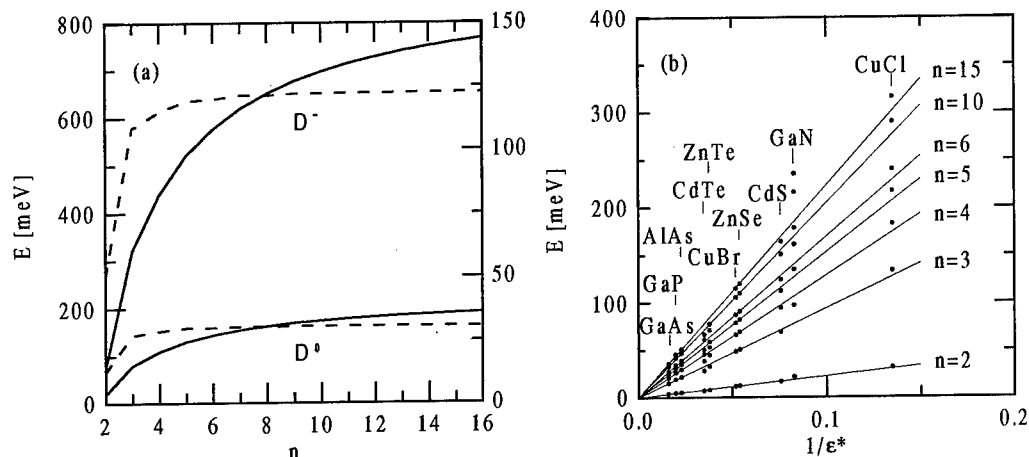 800
600
400
200
0
E [meV]
(a)
D⁻
D⁰
150
100
50
0
2
4
6
8
10
12
14
16
n
400
300
200
100
0
E [meV]
(b)
CuCl
GaN
ZnTe
CdTe
CdS
ZnSe
AlAs
CuBr
GaP
GaAs
n=15
n=10
n=6
n=5
n=4
n=3
n=2
0.0
0.1
0.2
1/ε*